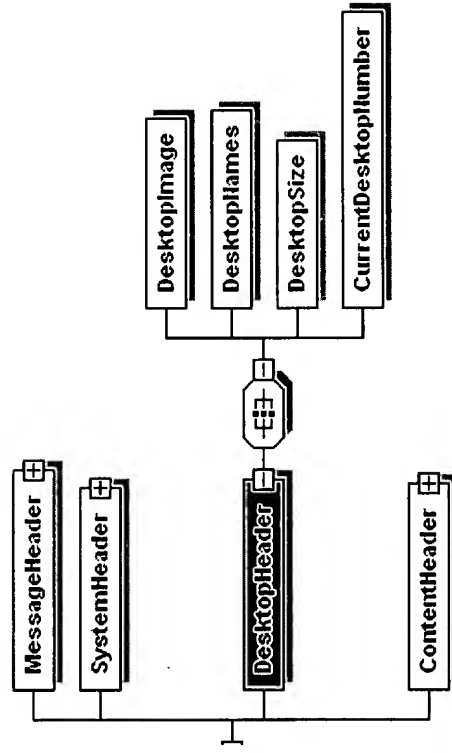 MessageHeader
SystemHeader
DesktopHeader
ContentHeader
DesktopImage
DesktopNames
DesktopSize
CurrentDesktopNumber